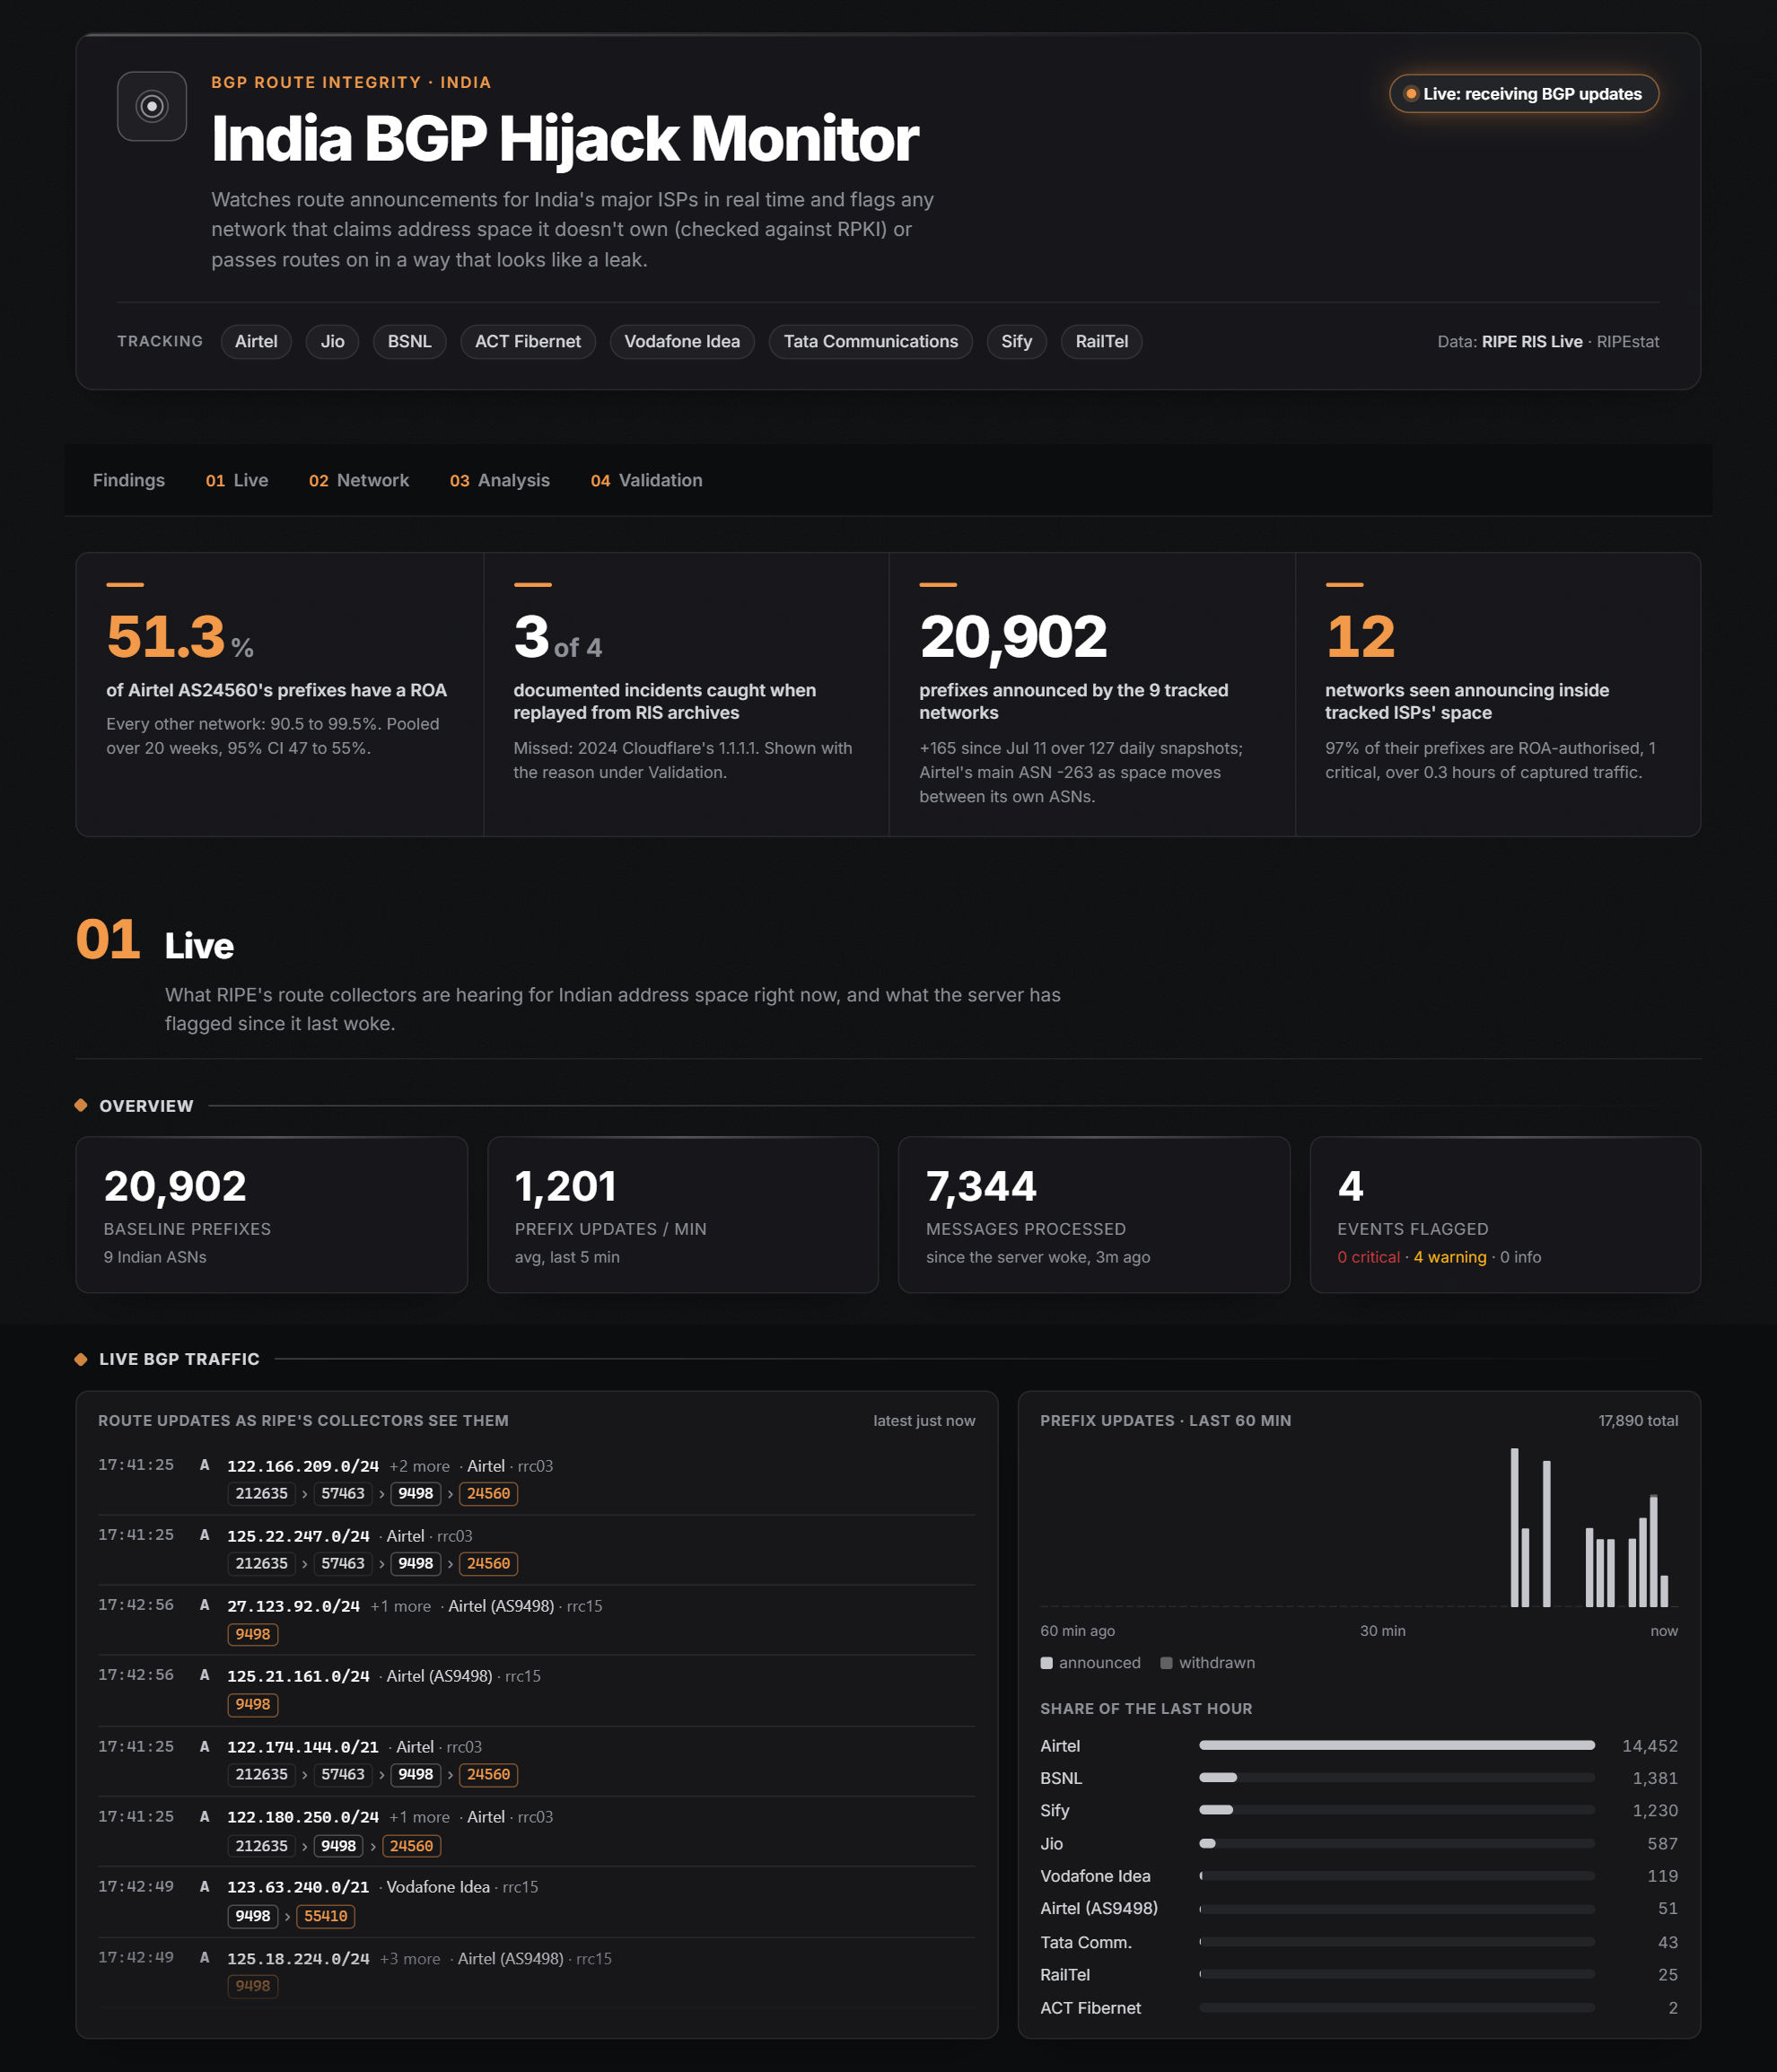 BGP ROUTE INTEGRITY · INDIA
Live: receiving BGP updates
India BGP Hijack Monitor
Watches route announcements for India's major ISPs in real time and flags any
network that claims address space it doesn't own (checked against RPKI) or
passes routes on in a way that looks like a leak.
TRACKING Airtel Jio BSNL ACT Fibernet Vodafone Idea Tata Communications Sify RailTel
Data: RIPE RIS Live · RIPEstat
Findings 01 Live 02 Network 03 Analysis 04 Validation
51.3 %
of Airtel AS24560's prefixes have a ROA
Every other network: 90.5 to 99.5%. Pooled
over 20 weeks, 95% CI 47 to 55%.
3 of 4
documented incidents caught when
replayed from RIS archives
Missed: 2024 Cloudflare's 1.1.1.1. Shown with
the reason under Validation.
20,902
prefixes announced by the 9 tracked
networks
+165 since Jul 11 over 127 daily snapshots;
Airtel's main ASN -263 as space moves
between its own ASNs.
12
networks seen announcing inside
tracked ISPs' space
97% of their prefixes are ROA-authorised, 1
critical, over 0.3 hours of captured traffic.
01 Live
What RIPE's route collectors are hearing for Indian address space right now, and what the server has
flagged since it last woke.
OVERVIEW
20,902
BASELINE PREFIXES
9 Indian ASNs
1,201
PREFIX UPDATES / MIN
avg, last 5 min
7,344
MESSAGES PROCESSED
since the server woke, 3m ago
4
EVENTS FLAGGED
0 critical · 4 warning · 0 info
LIVE BGP TRAFFIC
ROUTE UPDATES AS RIPE'S COLLECTORS SEE THEM latest just now
17:41:25 A 122.166.209.0/24 +2 more · Airtel · rrc03
212635 › 57463 › 9498 › 24560
17:41:25 A 125.22.247.0/24 · Airtel · rrc03
212635 › 57463 › 9498 › 24560
17:42:56 A 27.123.92.0/24 +1 more · Airtel (AS9498) · rrc15
9498
17:42:56 A 125.21.161.0/24 · Airtel (AS9498) · rrc15
9498
17:41:25 A 122.174.144.0/21 · Airtel · rrc03
212635 › 57463 › 9498 › 24560
17:41:25 A 122.180.250.0/24 +1 more · Airtel · rrc03
212635 › 9498 › 24560
17:42:49 A 123.63.240.0/21 · Vodafone Idea · rrc15
9498 › 55410
17:42:49 A 125.18.224.0/24 +3 more · Airtel (AS9498) · rrc15
9498
PREFIX UPDATES · LAST 60 MIN 17,890 total
60 min ago 30 min now
announced withdrawn
SHARE OF THE LAST HOUR
Airtel 14,452
BSNL 1,381
Sify 1,230
Jio 587
Vodafone Idea 119
Airtel (AS9498) 51
Tata Comm. 43
RailTel 25
ACT Fibernet 2